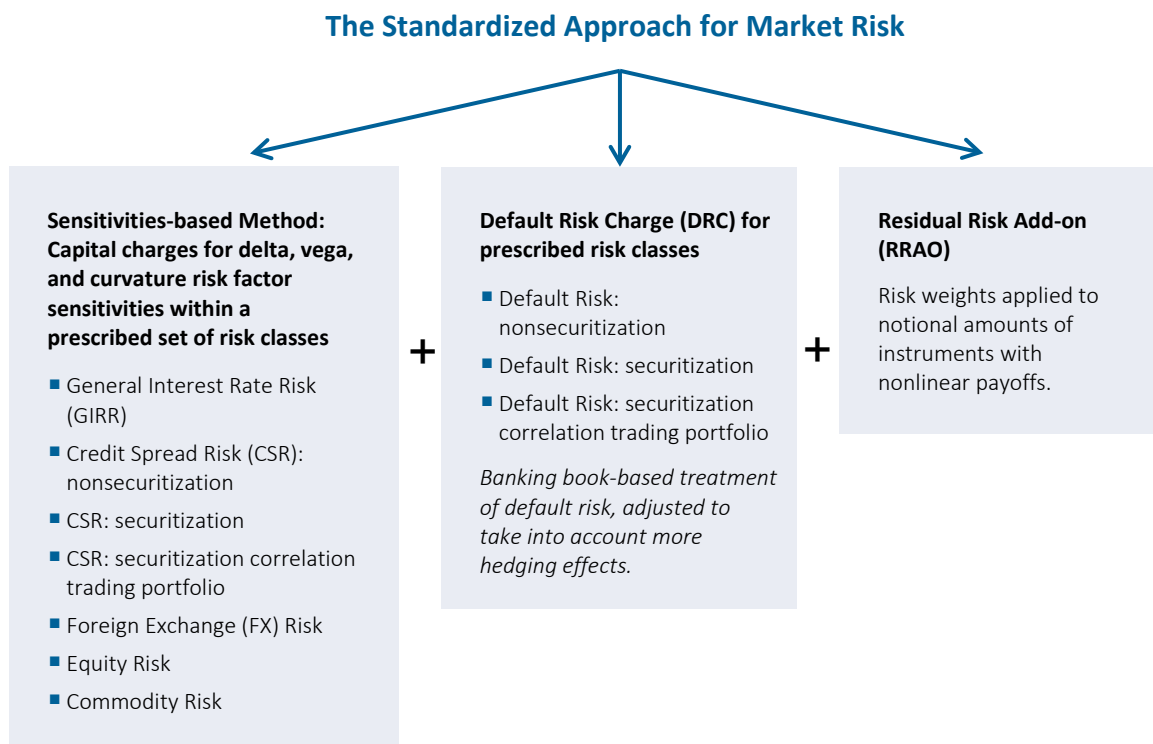 The Standardized Approach for Market Risk
Sensitivities-based Method:
Capital charges for delta, vega,
and curvature risk factor
sensitivities within a
prescribed set of risk classes
■ General Interest Rate Risk
(GIRR)
■ Credit Spread Risk (CSR):
nonsecuritization
■ CSR: securitization
■ CSR: securitization correlation
trading portfolio
■ Foreign Exchange (FX) Risk
■ Equity Risk
■ Commodity Risk
+
Default Risk Charge (DRC) for
prescribed risk classes
■ Default Risk:
nonsecuritization
■ Default Risk: securitization
■ Default Risk: securitization
correlation trading portfolio
Banking book-based treatment
of default risk, adjusted to
take into account more
hedging effects.
+
Residual Risk Add-on
(RRAO)
Risk weights applied to
notional amounts of
instruments with
nonlinear payoffs.